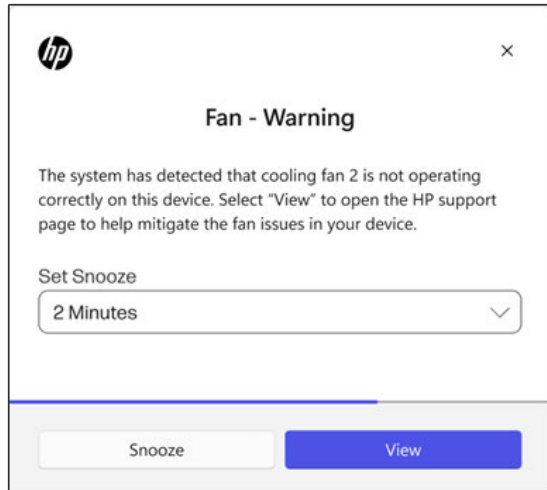 hp
Fan - Warning
The system has detected that cooling fan 2 is not operating
correctly on this device. Select “View” to open the HP support
page to help mitigate the fan issues in your device.
Set Snooze
2 Minutes
Snooze
View